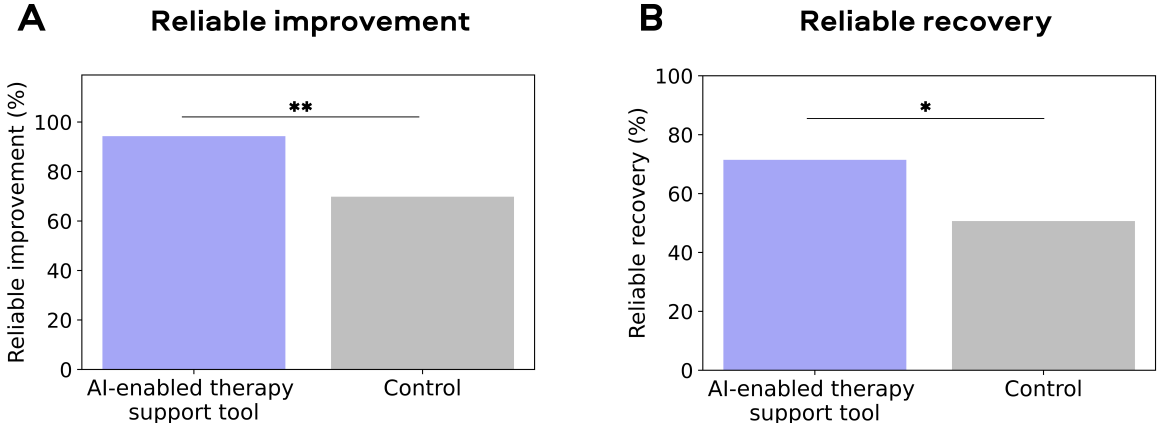 A
Reliable improvement
Reliable improvement (%)
100
80
60
40
20
0
**
AI-enabled therapy
support tool
Control
B
Reliable recovery
Reliable recovery (%)
100
80
60
40
20
0
*
AI-enabled therapy
support tool
Control